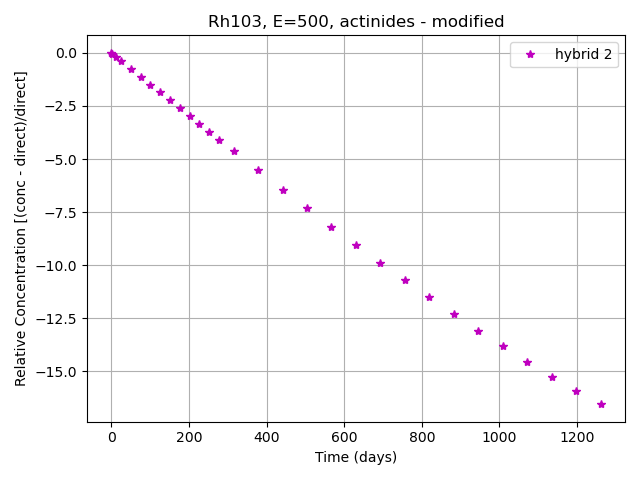 Rh103, E=500, actinides - modified
hybrid 2
Relative Concentration [(conc - direct)/direct]
0.0
−2.5
−5.0
−7.5
−10.0
−12.5
−15.0
0 200 400 600 800 1000 1200
Time (days)